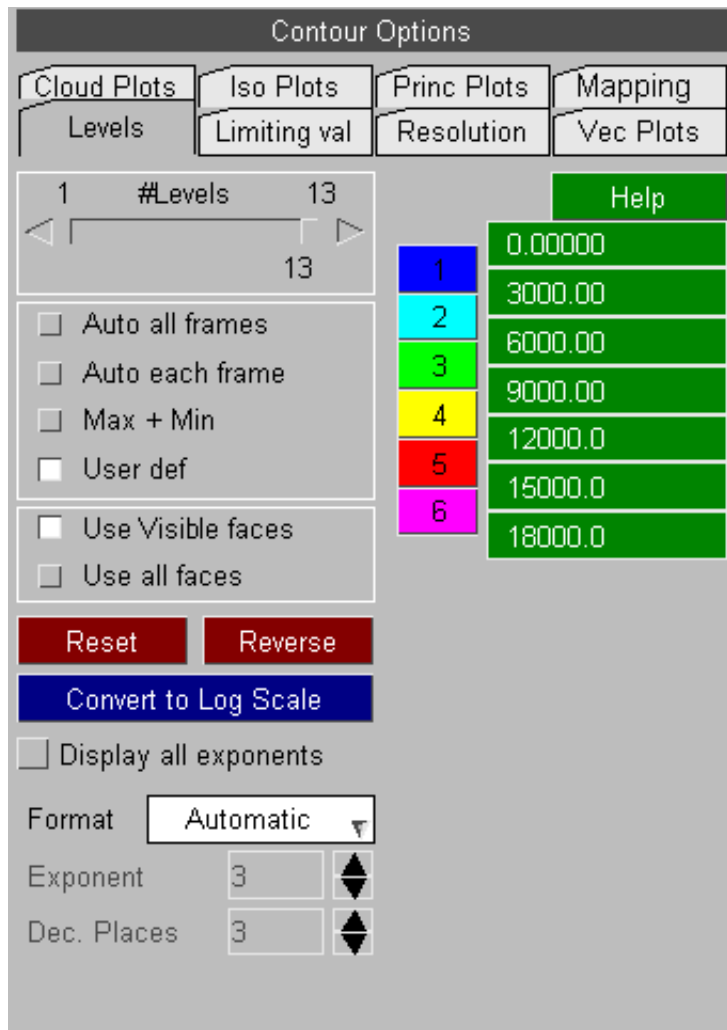 Contour Options
Cloud Plots Iso Plots Princ Plots Mapping
Levels Limiting val Resolution Vec Plots
1 #Levels 13
13
Auto all frames
Auto each frame
Max + Min
User def
Use Visible faces
Use all faces
Reset Reverse
Convert to Log Scale
Display all exponents
Format Automatic
Exponent 3
Dec. Places 3
Help
0.00000
1
3000.00
2
6000.00
3
9000.00
4
12000.0
5
15000.0
6
18000.0